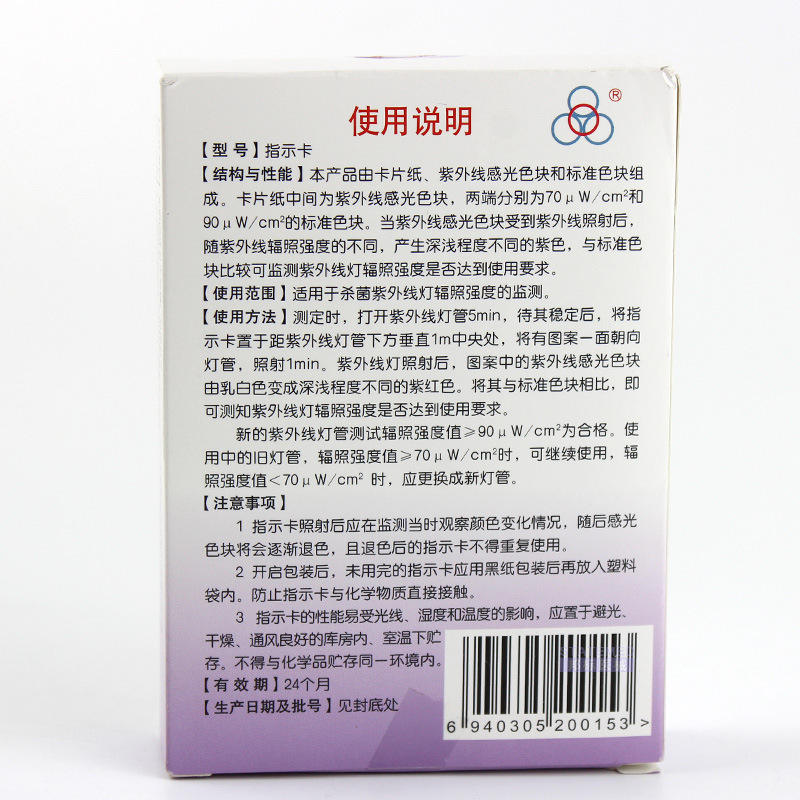 使用说明
®
【型号】指示卡
【结构与性能】本产品由卡片纸、紫外线感光色块和标准色块组
成。卡片纸中间为紫外线感光色块，两端分别为70μW/cm²和
90μW/cm²的标准色块。当紫外线感光色块受到紫外线照射后，
随紫外线辐照强度的不同，产生深浅程度不同的紫色，与标准色
块比较可监测紫外线灯辐照强度是否达到使用要求。
【使用范围】适用于杀菌紫外线灯辐照强度的监测。
【使用方法】测定时，打开紫外线灯管5min，待其稳定后，将指
示卡置于距紫外线灯管下方垂直1m中央处，将有图案一面朝向
灯管，照射1min。紫外线灯照射后，图案中的紫外线感光色块
由乳白色变成深浅程度不同的紫红色。将其与标准色块相比，即
可测知紫外线灯辐照强度是否达到使用要求。
新的紫外线灯管测试辐照强度值≥90μW/cm²为合格。使
用中的旧灯管，辐照强度值≥70μW/cm²时，可继续使用，辐
照强度值<70μW/cm² 时，应更换成新灯管。
【注意事项】
1 指示卡照射后应在监测当时观察颜色变化情况，随后感光
色块将会逐渐退色，且退色后的指示卡不得重复使用。
2 开启包装后，未用完的指示卡应用黑纸包装后再放入塑料
袋内。防止指示卡与化学物质直接接触。
3 指示卡的性能易受光线、湿度和温度的影响，应置于避光、
干燥、通风良好的库房内、室温下贮
存。不得与化学品贮存同一环境内。
【有效期】24个月
【生产日期及批号】见封底处
6 940305 200153 >